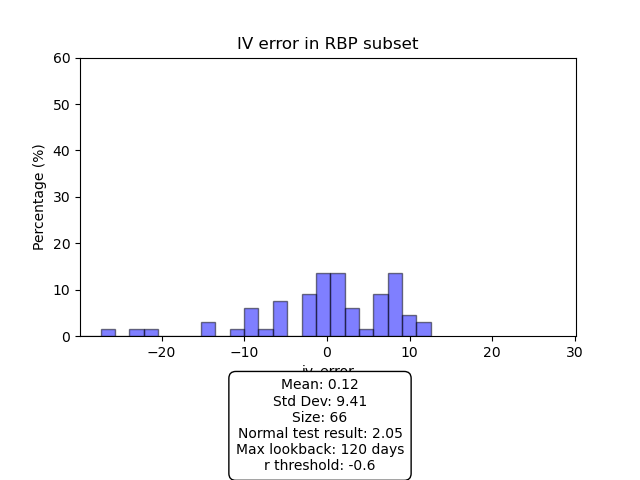 IV error in RBP subset
60
50
40
30
20
10
0
Percentage (%)
−20
−10
0
10
20
30
iv_error
Mean: 0.12
Std Dev: 9.41
Size: 66
Normal test result: 2.05
Max lookback: 120 days
r threshold: -0.6